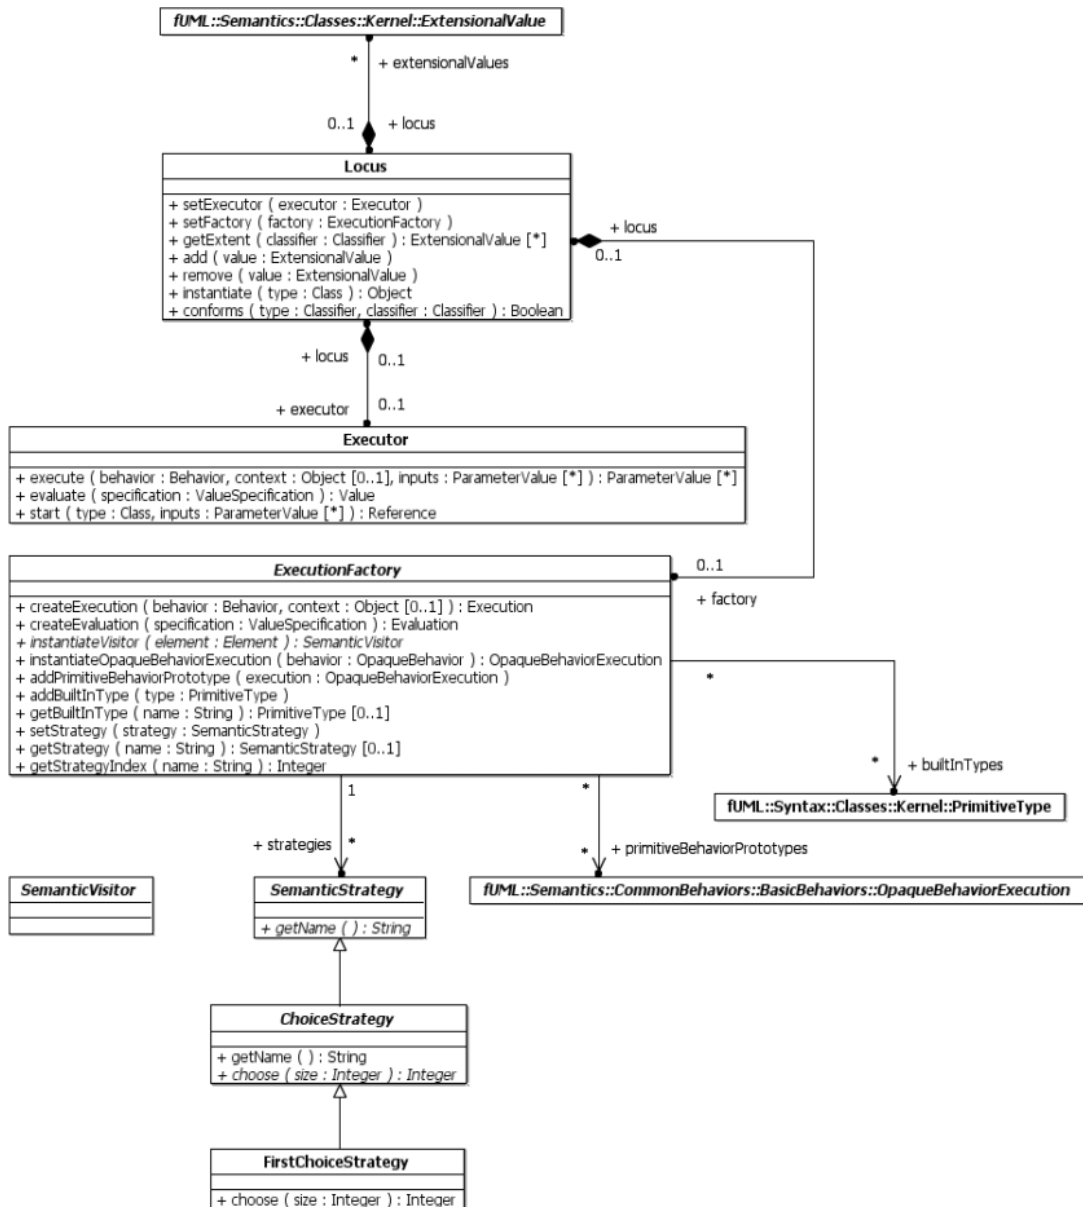 fUML::Semantics::Classes::Kernel::ExtensionalValue
* + extensionalValues
0..1 + locus
Locus
+ setExecutor ( executor : Executor )
+ setFactory ( factory : ExecutionFactory )
+ getExtent ( classifier : Classifier ) : ExtensionalValue [*]
+ add ( value : ExtensionalValue )
+ remove ( value : ExtensionalValue )
+ instantiate ( type : Class ) : Object
+ conforms ( type : Classifier, classifier : Classifier ) : Boolean
+ locus
0..1
+ locus
0..1
+ executor
0..1
Executor
+ execute ( behavior : Behavior, context : Object [0..1], inputs : ParameterValue [*] ) : ParameterValue [*]
+ evaluate ( specification : ValueSpecification ) : Value
+ start ( type : Class, inputs : ParameterValue [*] ) : Reference
ExecutionFactory
+ createExecution ( behavior : Behavior, context : Object [0..1] ) : Execution
+ createEvaluation ( specification : ValueSpecification ) : Evaluation
+ instantiateVisitor ( element : Element ) : SemanticVisitor
+ instantiateOpaqueBehaviorExecution ( behavior : OpaqueBehavior ) : OpaqueBehaviorExecution
+ addPrimitiveBehaviorPrototype ( execution : OpaqueBehaviorExecution )
+ addBuiltInType ( type : PrimitiveType )
+ getBuiltInType ( name : String ) : PrimitiveType [0..1]
+ setStrategy ( strategy : SemanticStrategy )
+ getStrategy ( name : String ) : SemanticStrategy [0..1]
+ getStrategyIndex ( name : String ) : Integer
0..1
+ factory
*
* + builtInTypes
fUML::Syntax::Classes::Kernel::PrimitiveType
1
+ strategies *
*
* + primitiveBehaviorPrototypes
SemanticVisitor
SemanticStrategy
+ getName ( ) : String
fUML::Semantics::CommonBehaviors::BasicBehaviors::OpaqueBehaviorExecution
ChoiceStrategy
+ getName ( ) : String
+ choose ( size : Integer ) : Integer
FirstChoiceStrategy
+ choose ( size : Integer ) : Integer